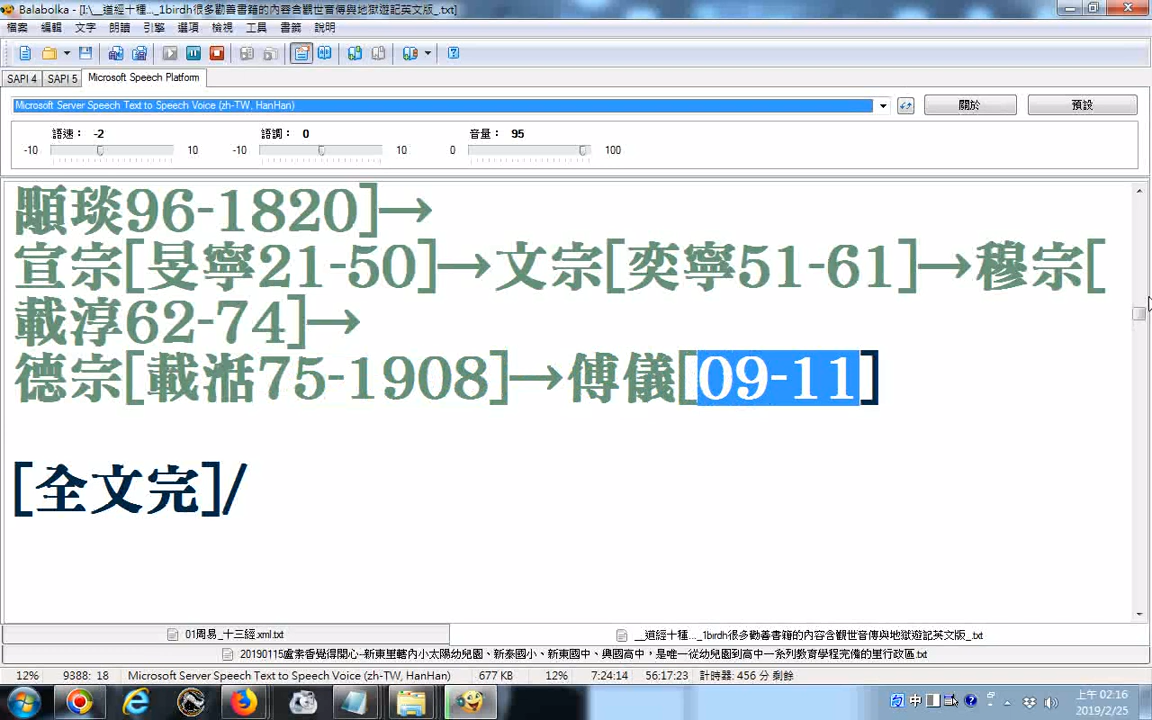 Balabolka - [I:\__道經十種..._1birdh很多勸善書籍的內容含觀世音傳與地獄遊記英文版_.txt]
檔案 編輯 文字 朗讀 引擎 選項 檢視 工具 書籤 說明
SAPI 4 SAPI 5 Microsoft Speech Platform
Microsoft Server Speech Text to Speech Voice (zh-TW, HanHan)
關於 預設
語速： -2 語調： 0 音量： 95
-10 10 -10 10 0 100
顒琰96-1820]→
宣宗[旻寧21-50]→文宗[奕寧51-61]→穆宗[
載淳62-74]→
德宗[載湉75-1908]→傅儀[09-11]
[全文完]/
01周易_十三經.xml.txt
__道經十種..._1birdh很多勸善書籍的內容含觀世音傳與地獄遊記英文版_.txt
20190115盧素香覺得開心--新東里轄內小太陽幼兒園、新泰國小、新東國中、興國高中，是唯一從幼兒園到高中一系列教育學程完備的里行政區.txt
12% 9388: 18 Microsoft Server Speech Text to Speech Voice (zh-TW, HanHan) 677 KB 12% 7:24:14 56:17:23 計時器: 456 分 剩餘
中
上午 02:16
2019/2/25